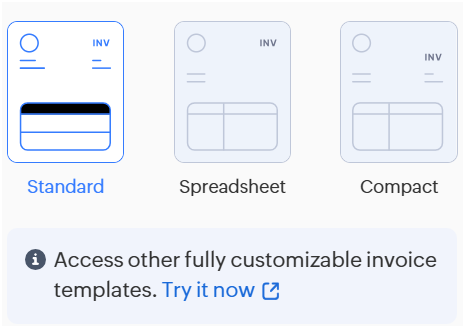 INV INV
INV
Standard Spreadsheet Compact
Access other fully customizable invoice
templates. Try it now